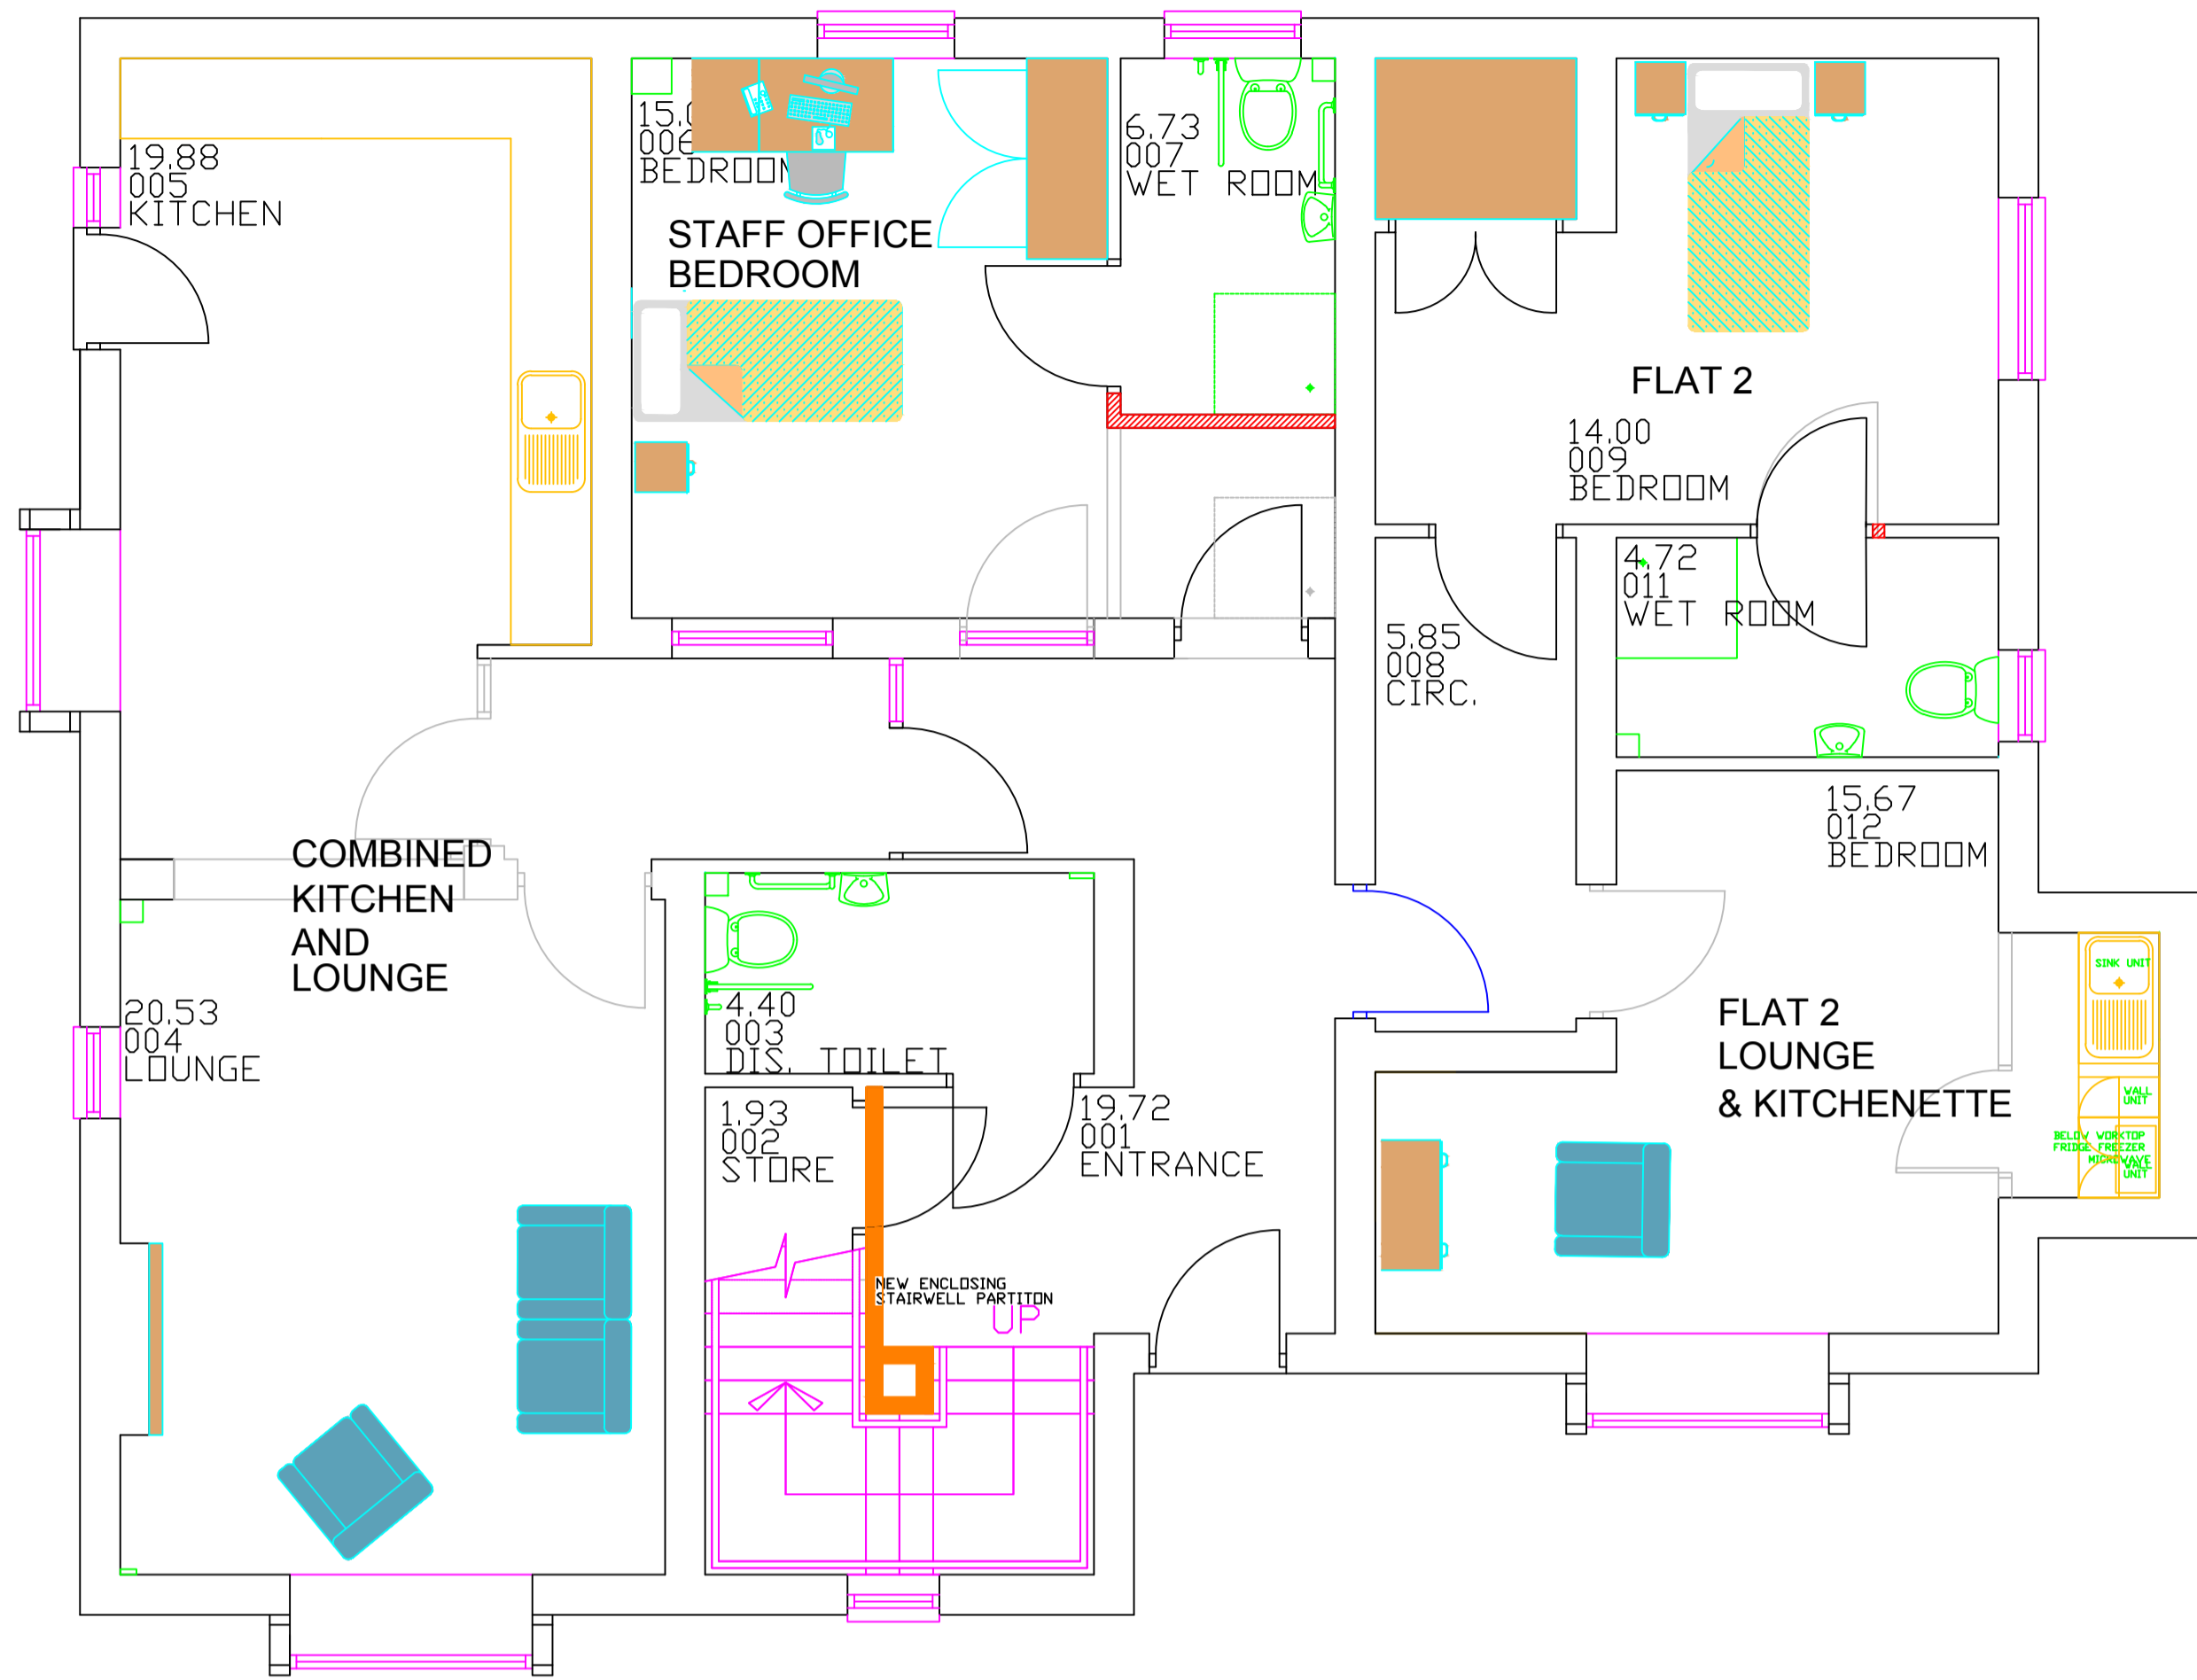 19.88
005
KITCHEN
006
BEDROOM
STAFF OFFICE
BEDROOM
6.73
007
WET ROOM
FLAT 2
14.00
009
BEDROOM
4.72
011
WET ROOM
5.85
008
CIRC.
15.67
012
BEDROOM
COMBINED
KITCHEN
AND
LOUNGE
20.53
004
LOUNGE
4.40
003
DIS. TOILET
1.93
002
STORE
19.72
001
ENTRANCE
NEW ENCLOSING
STAIRWELL PARTITON
UP
FLAT 2
LOUNGE
& KITCHENETTE
SINK UNIT
WALL
UNIT
BELOW WORKTOP
FRIDGE FREEZER
MICROWAVE
WALL
UNIT